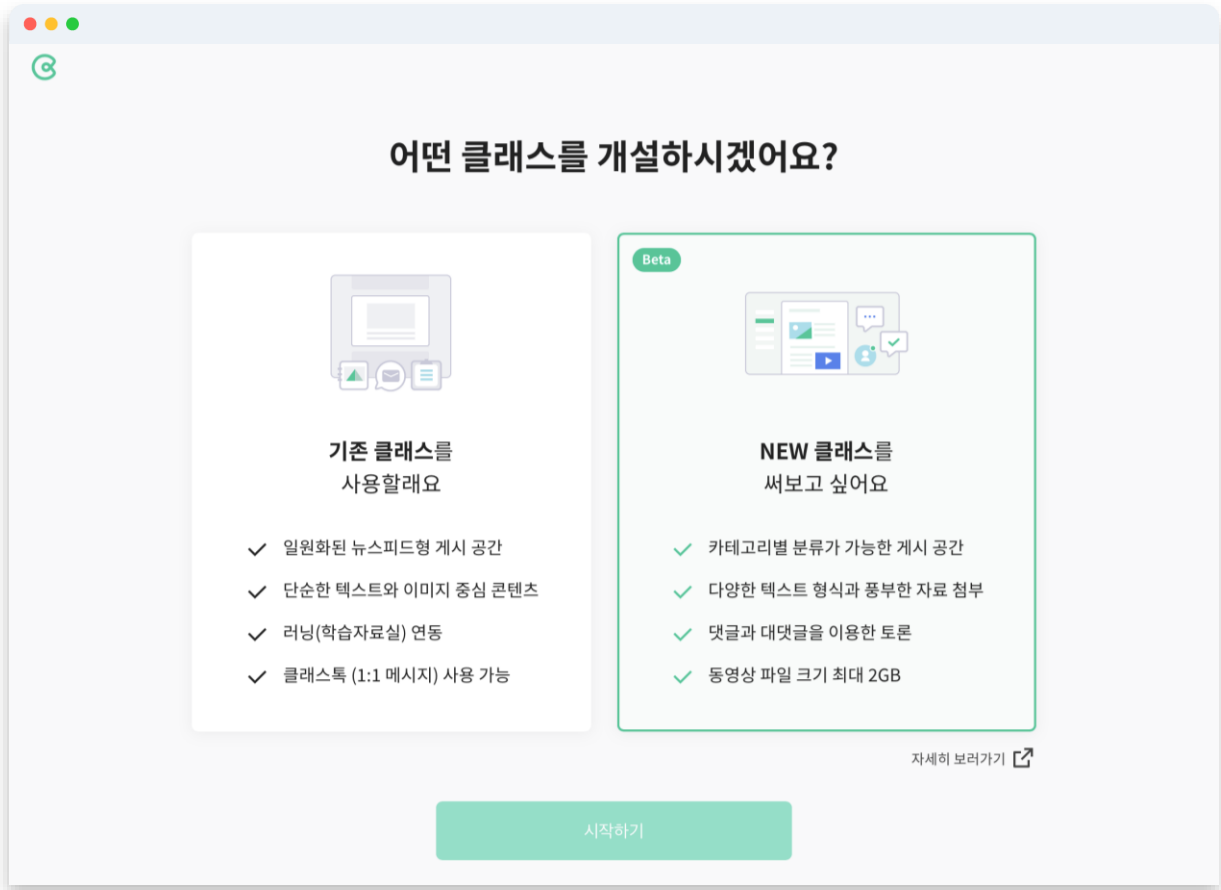 어떤 클래스를 개설하시겠어요?
기존 클래스를
사용할래요
일원화된 뉴스피드형 게시 공간
단순한 텍스트와 이미지 중심 콘텐츠
러닝(학습자료실) 연동
클래스톡 (1:1 메시지) 사용 가능
Beta
NEW 클래스를
써보고 싶어요
카테고리별 분류가 가능한 게시 공간
다양한 텍스트 형식과 풍부한 자료 첨부
댓글과 대댓글을 이용한 토론
동영상 파일 크기 최대 2GB
자세히 보러가기
시작하기